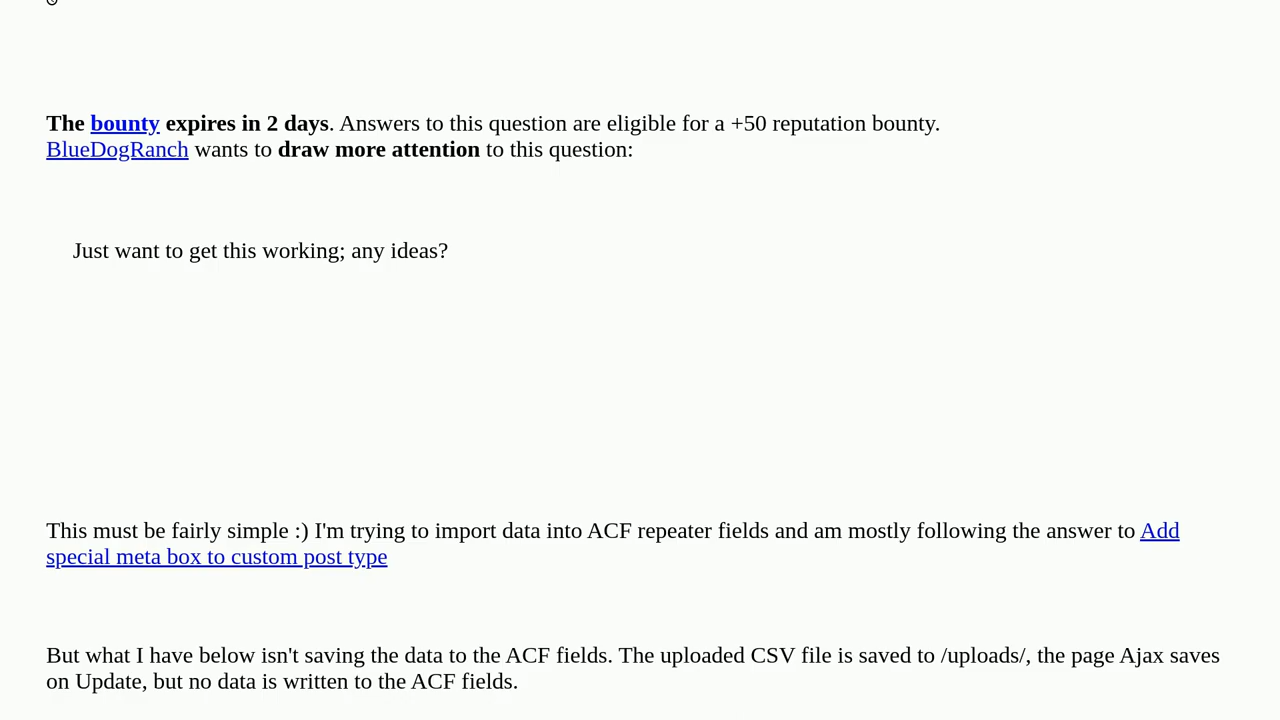 The bounty expires in 2 days. Answers to this question are eligible for a +50 reputation bounty.
BlueDogRanch wants to draw more attention to this question:
Just want to get this working; any ideas?
This must be fairly simple :) I'm trying to import data into ACF repeater fields and am mostly following the answer to Add
special meta box to custom post type
But what I have below isn't saving the data to the ACF fields. The uploaded CSV file is saved to /uploads/, the page Ajax saves
on Update, but no data is written to the ACF fields.